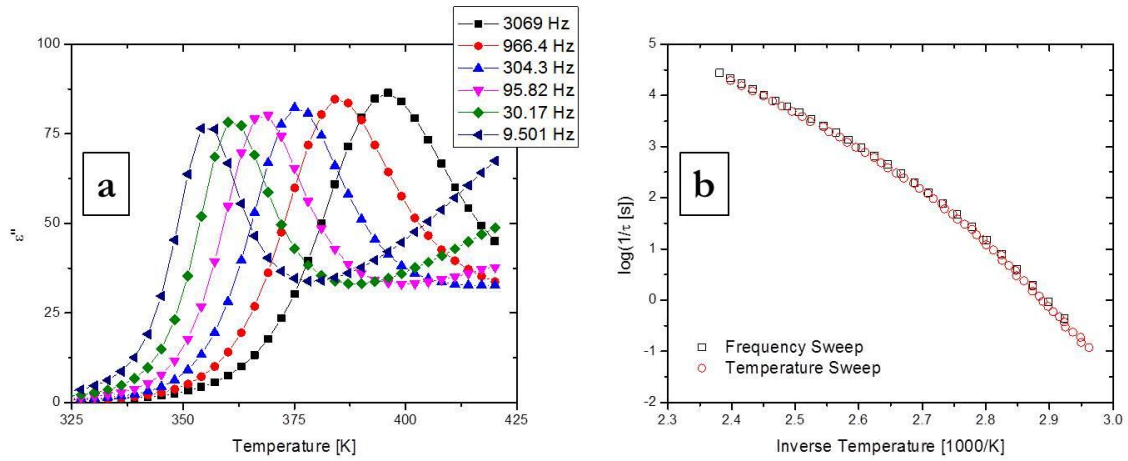 3069 Hz
966.4 Hz
304.3 Hz
95.82 Hz
30.17 Hz
9.501 Hz
a
ε"
100
75
50
25
0
325
350
375
400
425
Temperature [K]
b
log(1/τ [s])
5
4
3
2
1
0
-1
-2
Frequency Sweep
Temperature Sweep
2.3
2.4
2.5
2.6
2.7
2.8
2.9
3.0
Inverse Temperature [1000/K]